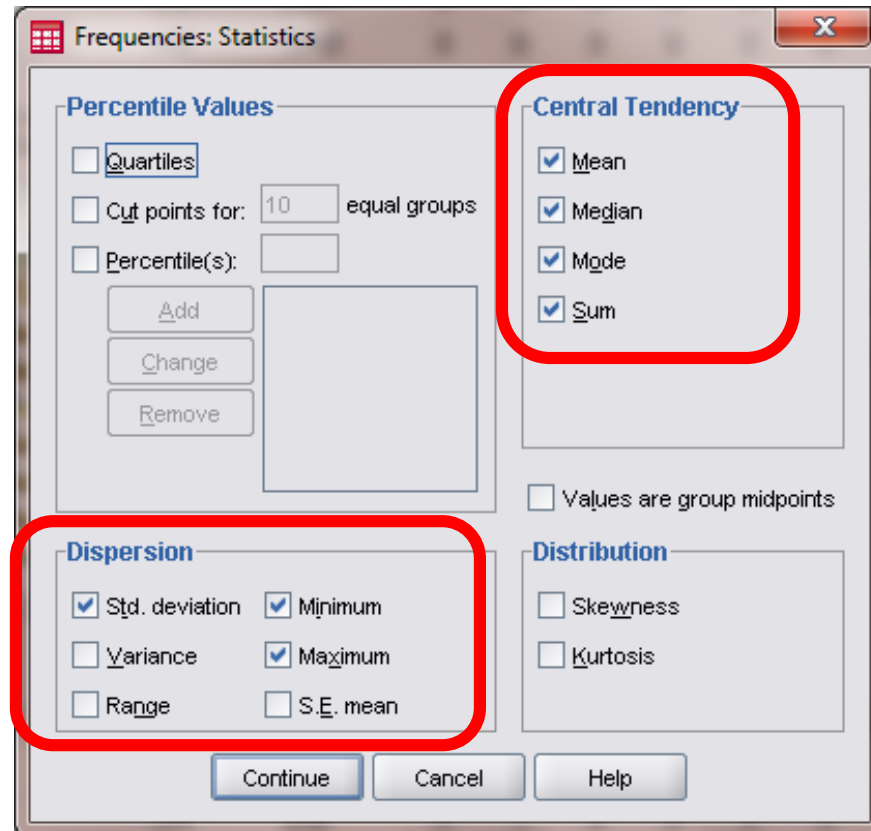 Frequencies: Statistics
Percentile Values
Quartiles
Cut points for: 10 equal groups
Percentile(s):
Add
Change
Remove
Central Tendency
Mean
Median
Mode
Sum
Values are group midpoints
Dispersion
Std. deviation Minimum
Variance Maximum
Range S.E. mean
Distribution
Skewness
Kurtosis
Continue Cancel Help